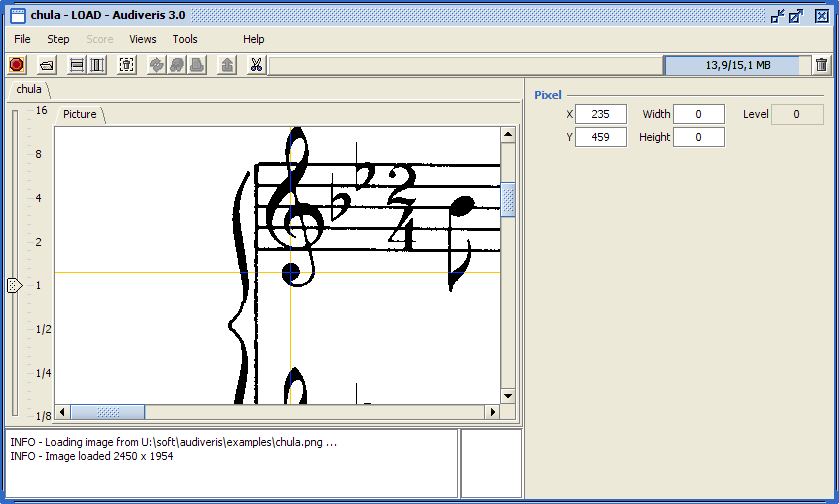 chula - LOAD - Audiveris 3.0
File Step Score Views Tools Help
13,9/15,1 MB
chula
Picture
16
8
4
2
1
1/2
1/4
1/8
2
4
Pixel
X 235 Width 0 Level 0
Y 459 Height 0
INFO - Loading image from U:\soft\audiveris\examples\chula.png ...
INFO - Image loaded 2450 x 1954